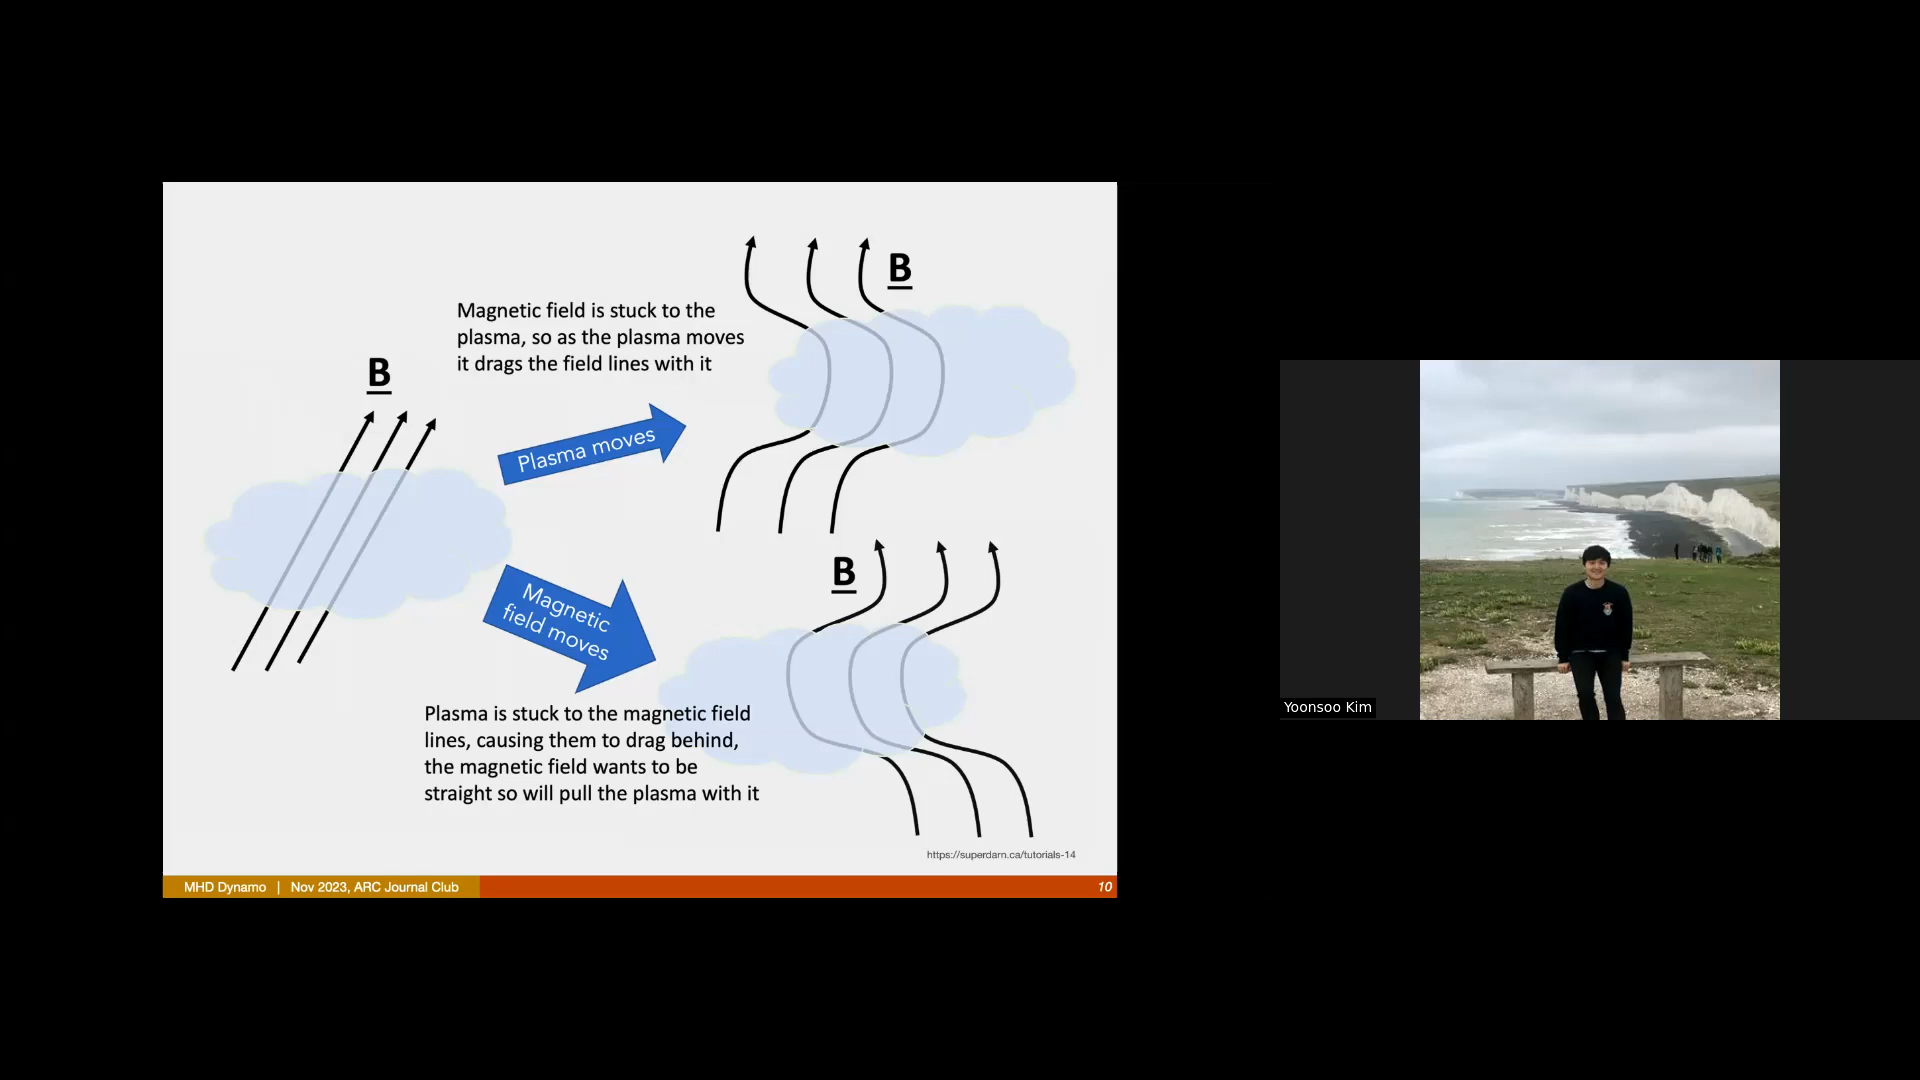 B
Magnetic field is stuck to the
plasma, so as the plasma moves
it drags the field lines with it
B
Plasma moves
B
Magnetic
field moves
Plasma is stuck to the magnetic field
lines, causing them to drag behind,
the magnetic field wants to be
straight so will pull the plasma with it
https://superdarn.ca/tutorials-14
MHD Dynamo | Nov 2023, ARC Journal Club
10
Yoonsoo Kim